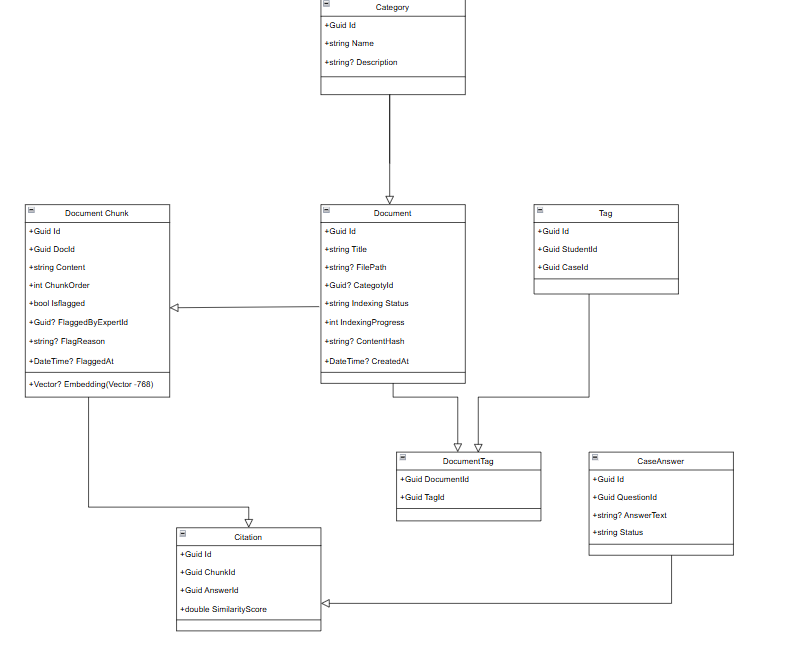 Category
+Guid Id
+string Name
+string? Description
Document Chunk
+Guid Id
+Guid DocId
+string Content
+int ChunkOrder
+bool Isflagged
+Guid? FlaggedByExpertId
+string? FlagReason
+DateTime? FlaggedAt
+Vector? Embedding(Vector -768)
Document
+Guid Id
+string Title
+string? FilePath
+Guid? CategotyId
+string Indexing Status
+int IndexingProgress
+string? ContentHash
+DateTime? CreatedAt
Tag
+Guid Id
+Guid StudentId
+Guid CaseId
DocumentTag
+Guid DocumentId
+Guid TagId
CaseAnswer
+Guid Id
+Guid QuestionId
+string? AnswerText
+string Status
Citation
+Guid Id
+Guid ChunkId
+Guid AnswerId
+double SimilarityScore